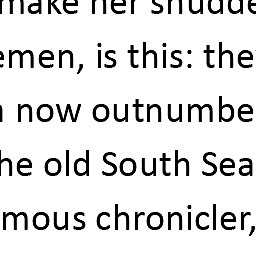 make her shudde
emen, is this: the
now outnumbe
he old South Sea
mous chronicler,